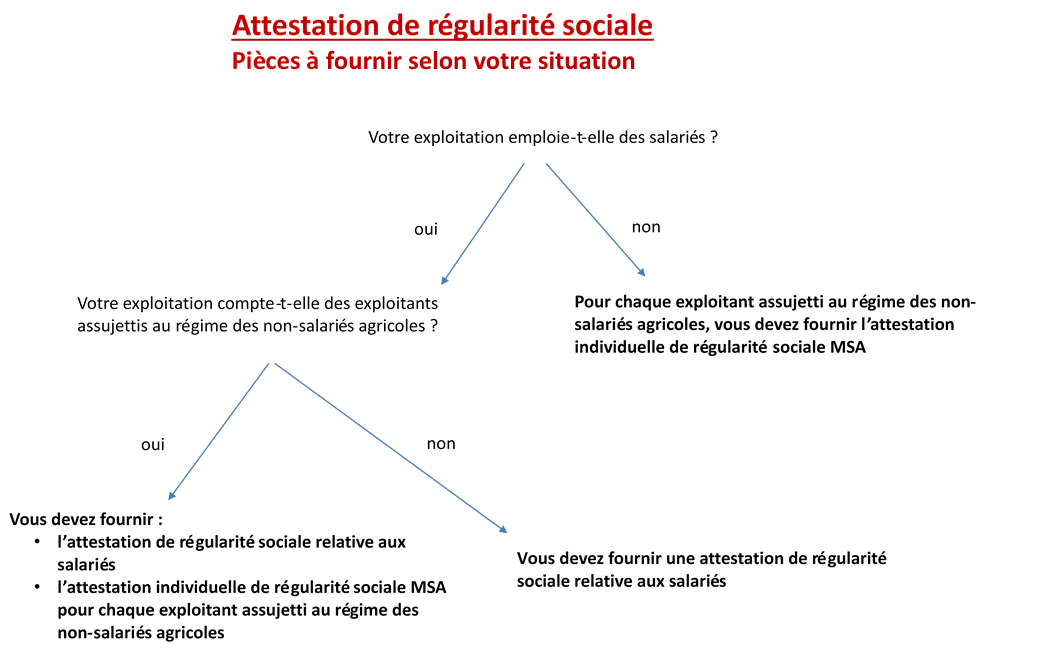 Attestation de régularité sociale
Pièces à fournir selon votre situation
Votre exploitation emploie-t-elle des salariés ?
oui
non
Votre exploitation compte-t-elle des exploitants
assujettis au régime des non-salariés agricoles ?
Pour chaque exploitant assujetti au régime des non-
salariés agricoles, vous devez fournir l’attestation
individuelle de régularité sociale MSA
oui
non
Vous devez fournir :
• l’attestation de régularité sociale relative aux
salariés
• l’attestation individuelle de régularité sociale MSA
pour chaque exploitant assujetti au régime des
non-salariés agricoles
Vous devez fournir une attestation de régularité
sociale relative aux salariés